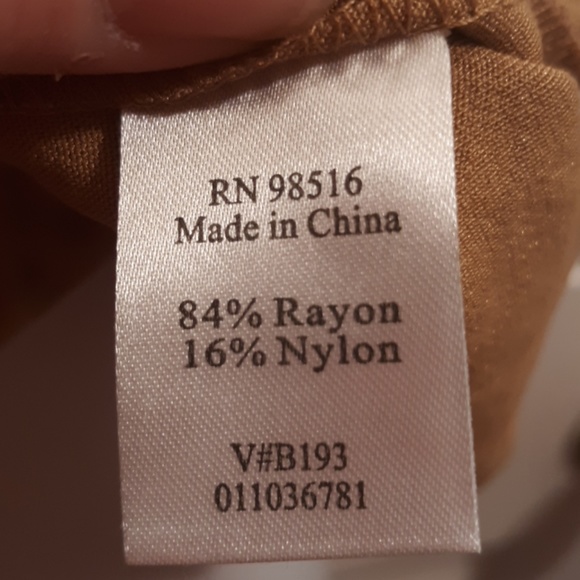 RN 98516
Made in China
84% Rayon
16% Nylon
V#B193
011036781